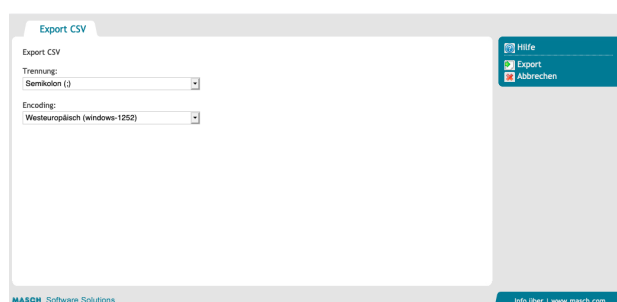 Export CSV
Export CSV
Trennung:
Semikolon (;)
Encoding:
Westeuropäisch (windows-1252)
Hilfe
Export
Abbrechen
MASCH Software Solutions
Info über | www.masch.com